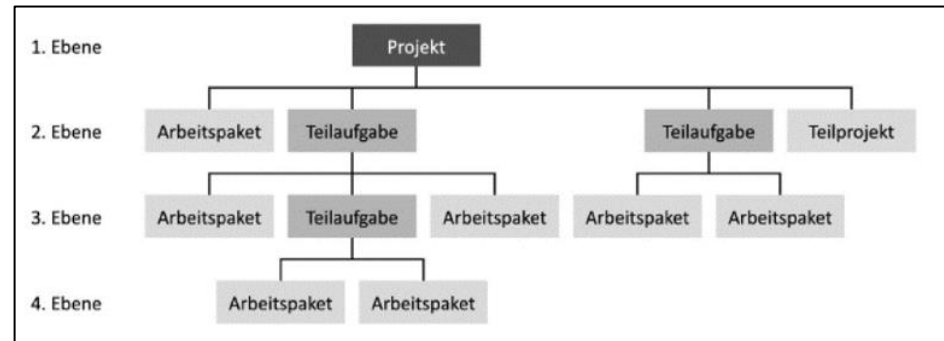 1. Ebene Projekt
2. Ebene Arbeitspaket Teilaufgabe Teilaufgabe Teilprojekt
3. Ebene Arbeitspaket Teilaufgabe Arbeitspaket Arbeitspaket Arbeitspaket
4. Ebene Arbeitspaket Arbeitspaket